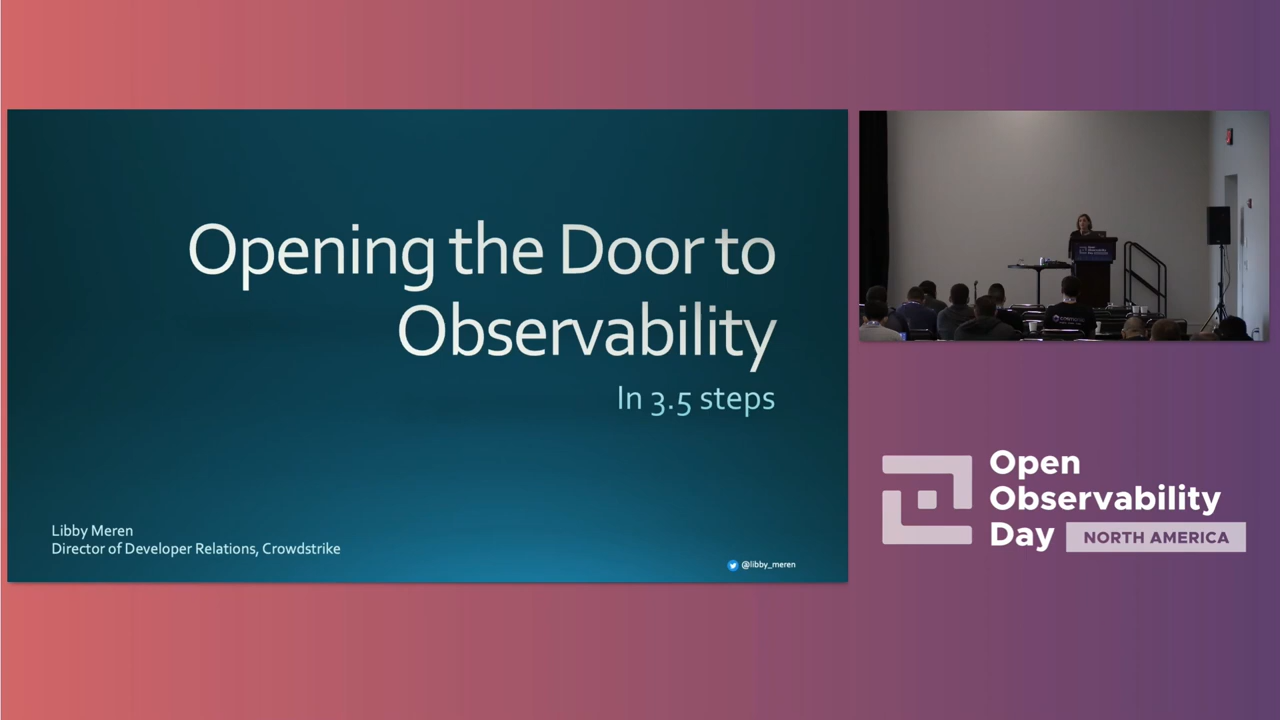 Opening the Door to
Observability
In 3.5 steps
Libby Meren
Director of Developer Relations, Crowdstrike
@libby_meren
Open
Observability
Day
NORTH AMERICA